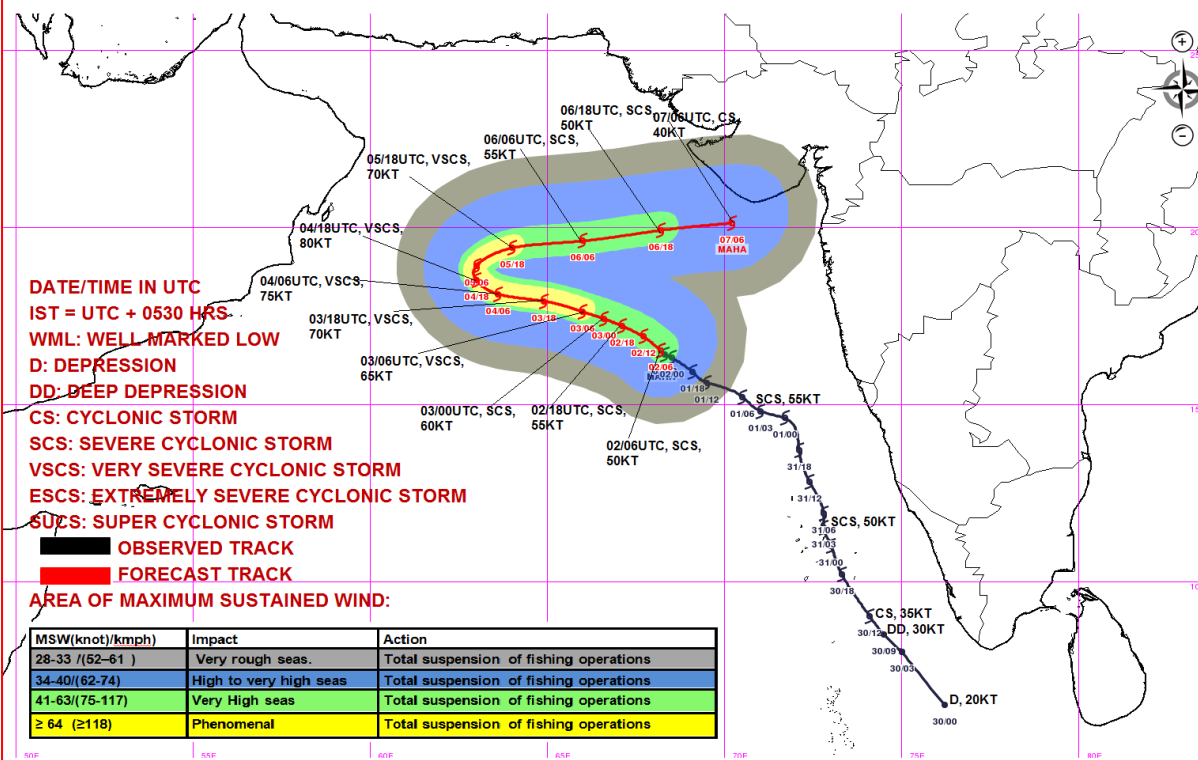 06/18UTC, SCS,
50KT
07/06UTC, CS,
40KT
06/06UTC, SCS,
55KT
05/18UTC, VSCS,
70KT
04/18UTC, VSCS,
80KT
04/06UTC, VSCS,
75KT
03/18UTC, VSCS,
70KT
03/06UTC, VSCS,
65KT
03/00UTC, SCS,
60KT
02/18UTC, SCS,
55KT
02/06UTC, SCS,
50KT
07/06
MAHA
06/18
06/06
05/18
05/06
04/18
04/06
03/18
03/06
03/00
02/18
02/12
02/06
02/00
01/18
01/12
SCS, 55KT
01/06
01/03
01/00
31/18
31/12
SCS, 50KT
31/06
31/03
31/00
30/18
CS, 35KT
30/12
DD, 30KT
30/09
30/03
D, 20KT
30/00
DATE/TIME IN UTC
IST = UTC + 0530 HRS
WML: WELL MARKED LOW
D: DEPRESSION
DD: DEEP DEPRESSION
CS: CYCLONIC STORM
SCS: SEVERE CYCLONIC STORM
VSCS: VERY SEVERE CYCLONIC STORM
ESCS: EXTREMELY SEVERE CYCLONIC STORM
SUCS: SUPER CYCLONIC STORM
OBSERVED TRACK
FORECAST TRACK
AREA OF MAXIMUM SUSTAINED WIND:
MSW(knot)/kmph) Impact Action
28-33 /(52–61 ) Very rough seas. Total suspension of fishing operations
34-40/(62-74) High to very high seas Total suspension of fishing operations
41-63/(75-117) Very High seas Total suspension of fishing operations
≥ 64 (≥118) Phenomenal Total suspension of fishing operations
50E 55E 60E 65E 70E 75E 80E